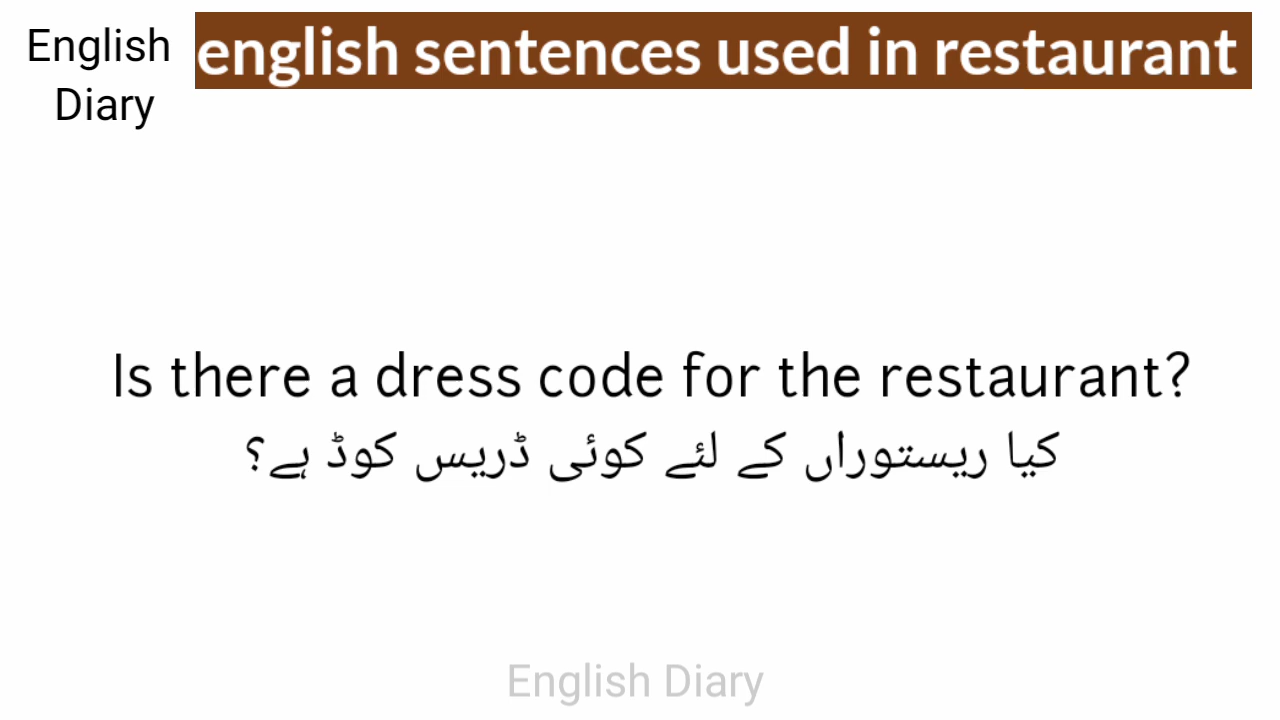 English
Diary
english sentences used in restaurant
Is there a dress code for the restaurant?
کیا ریستوراں کے لئے کوئی ڈریس کوڈ ہے؟
English Diary